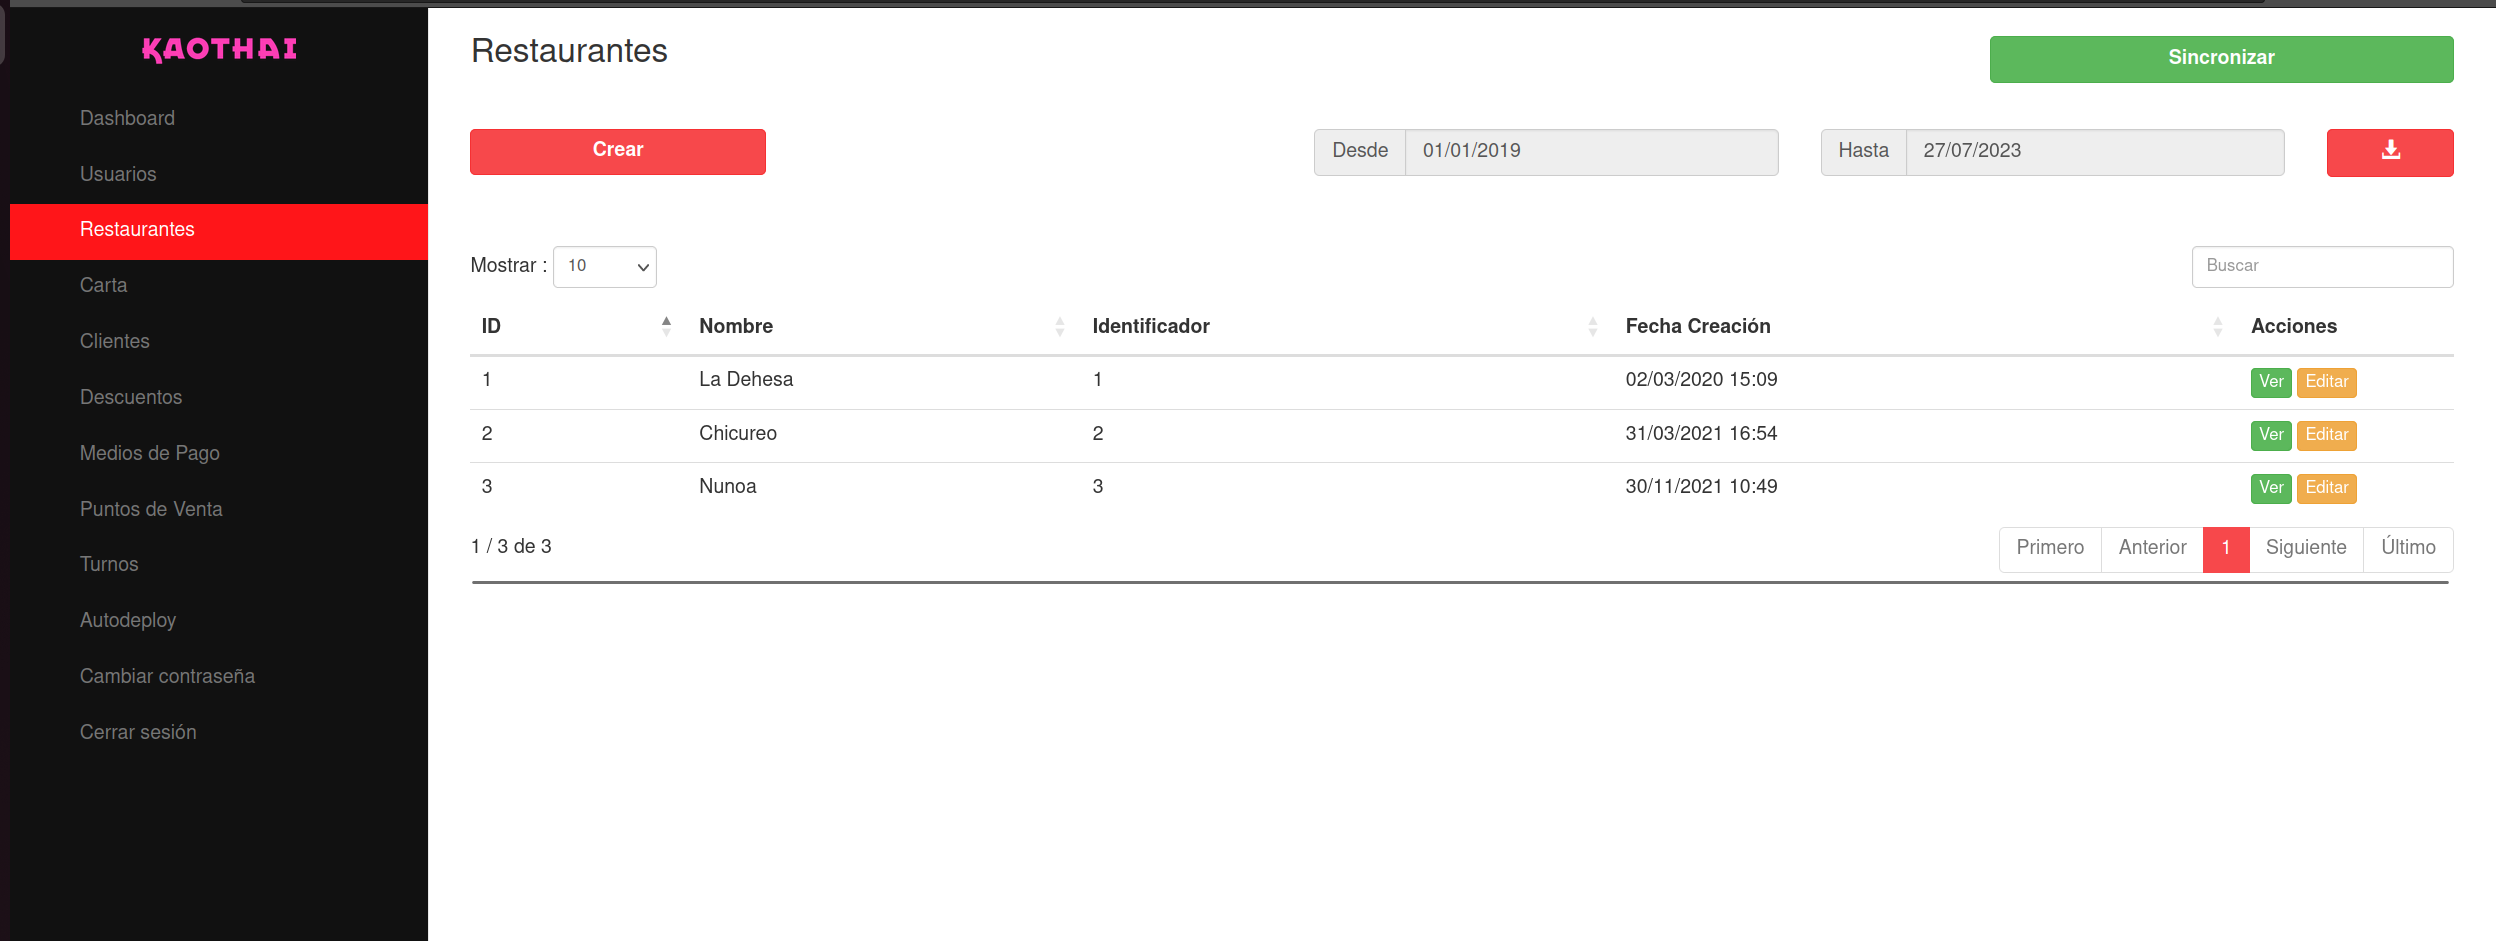 KAOTHAI
Dashboard
Usuarios
Restaurantes
Carta
Clientes
Descuentos
Medios de Pago
Puntos de Venta
Turnos
Autodeploy
Cambiar contraseña
Cerrar sesión
Restaurantes
Sincronizar
Crear
Desde 01/01/2019
Hasta 27/07/2023
Mostrar : 10
Buscar
ID Nombre Identificador Fecha Creación Acciones
1 La Dehesa 1 02/03/2020 15:09 Ver Editar
2 Chicureo 2 31/03/2021 16:54 Ver Editar
3 Nunoa 3 30/11/2021 10:49 Ver Editar
1 / 3 de 3
Primero Anterior 1 Siguiente Último